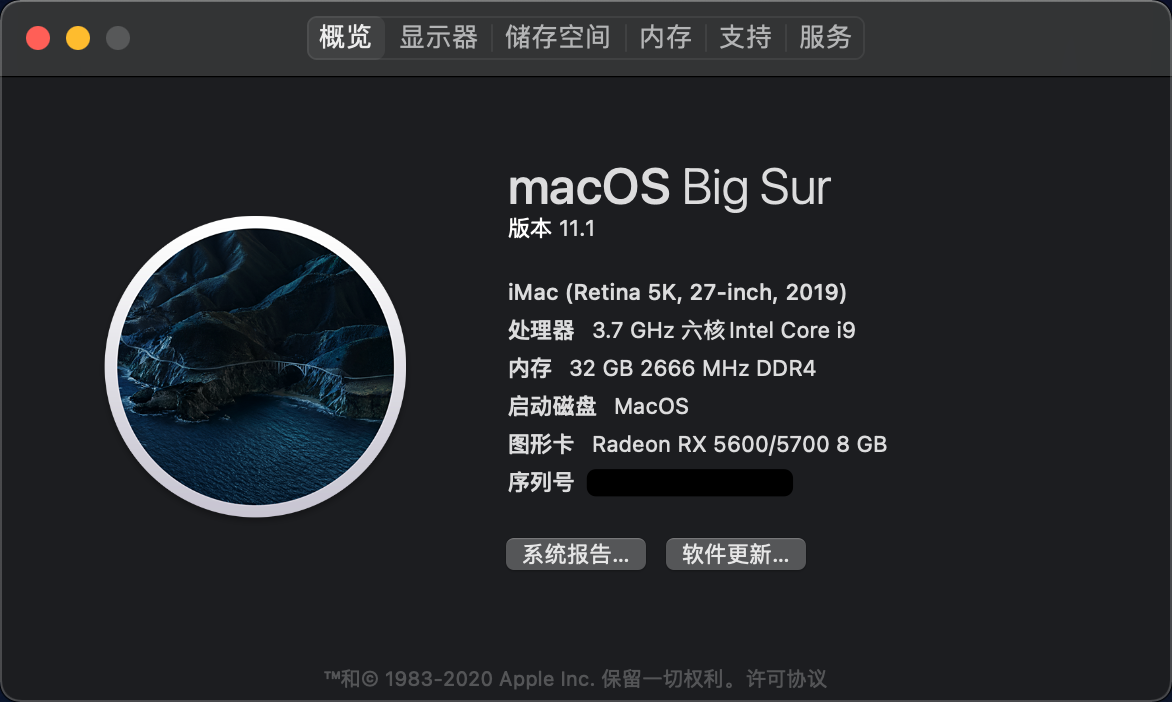 概览 显示器 储存空间 内存 支持 服务
macOS Big Sur
版本 11.1
iMac (Retina 5K, 27-inch, 2019)
处理器 3.7 GHz 六核Intel Core i9
内存 32 GB 2666 MHz DDR4
启动磁盘 MacOS
图形卡 Radeon RX 5600/5700 8 GB
序列号
系统报告... 软件更新...
™和© 1983-2020 Apple Inc. 保留一切权利。许可协议